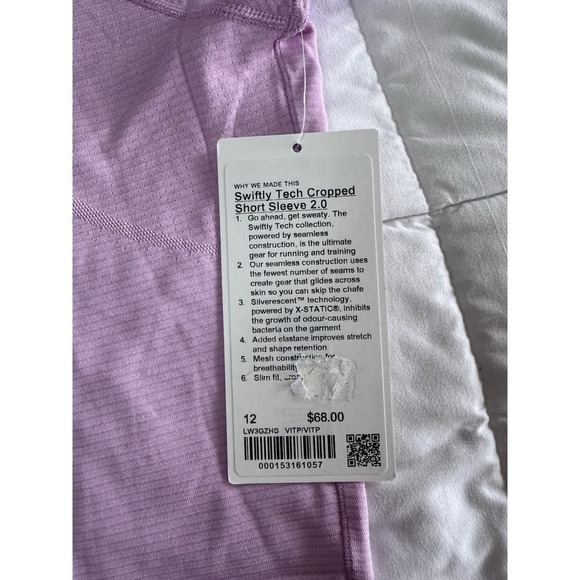 WHY WE MADE THIS
Swiftly Tech Cropped
Short Sleeve 2.0
1. Go ahead, get sweaty. The
Swiftly Tech collection,
powered by seamless
construction, is the ultimate
gear for running and training
2. Our seamless construction uses
the fewest number of seams to
create gear that glides across
skin so you can skip the chafe
3. Silverescent™ technology,
powered by X-STATIC®, inhibits
the growth of odour-causing
bacteria on the garment
4. Added elastane improves stretch
and shape retention
5. Mesh construction for
breathability
6. Slim fit,
12 $68.00
LW3GZHS VITP/VITP
000153161057